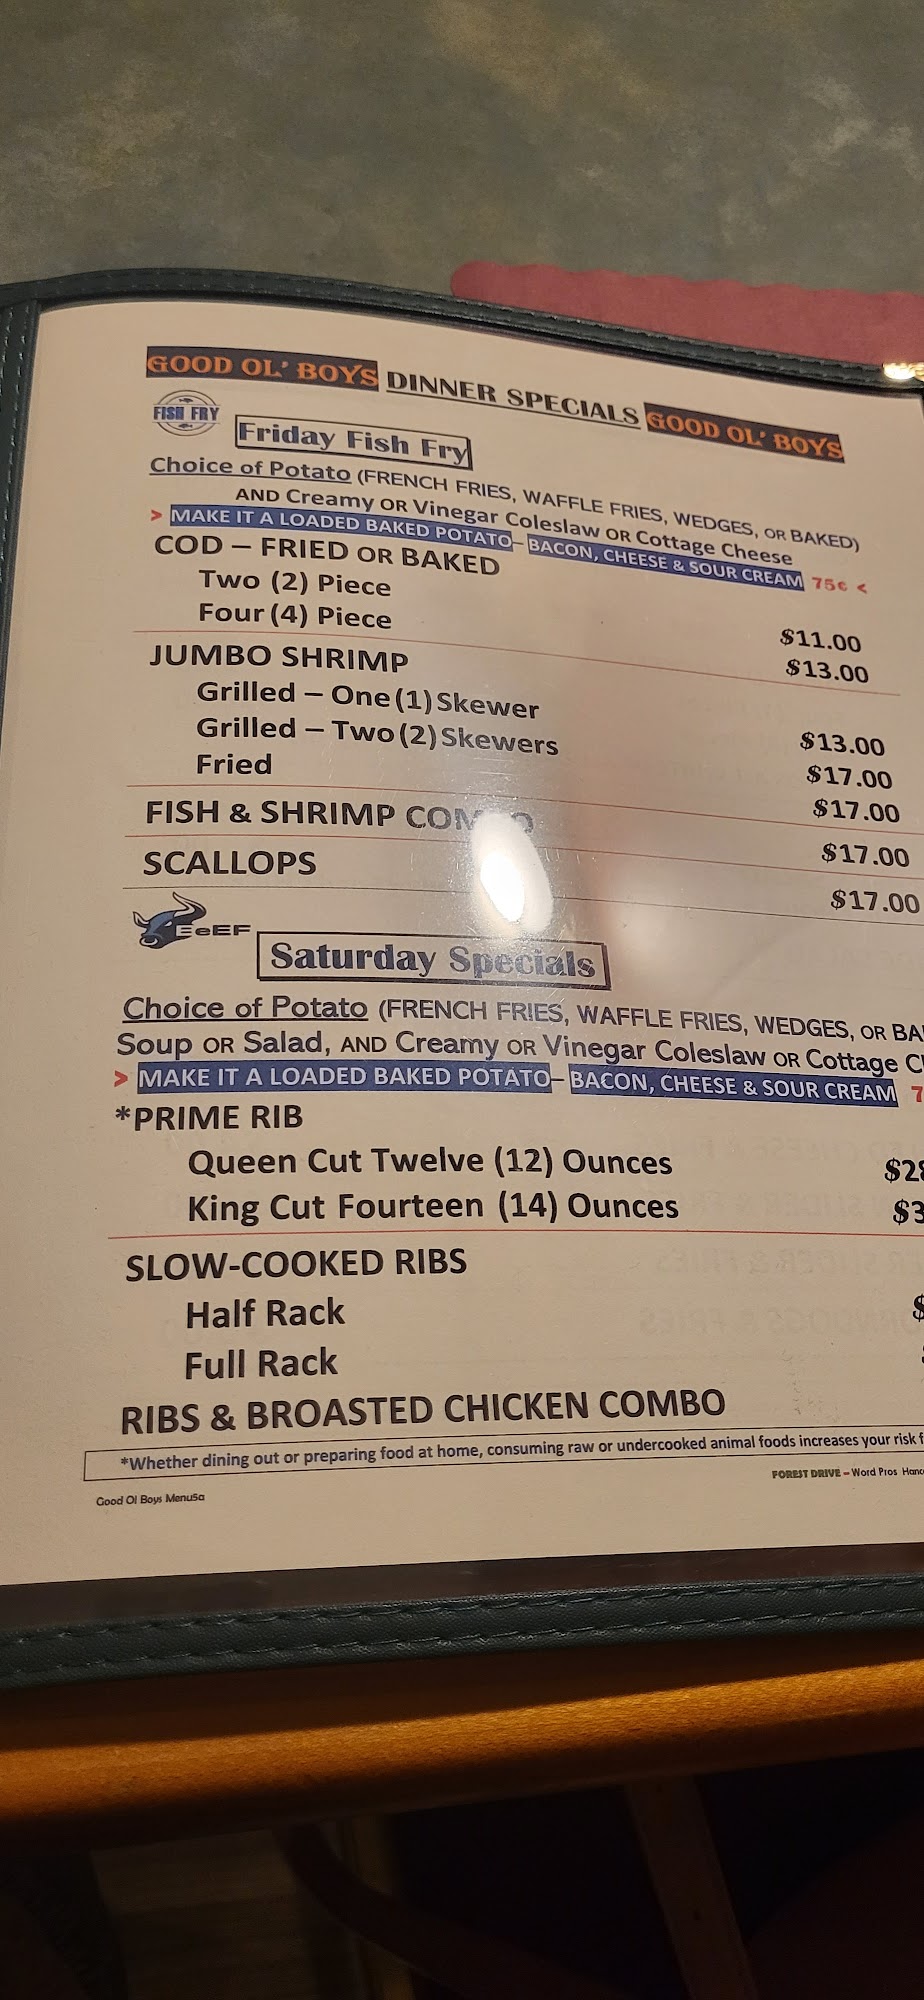 GOOD OL' BOYS DINNER SPECIALS GOOD OL' BOYS
FISH FRY
Friday Fish Fry
Choice of Potato (FRENCH FRIES, WAFFLE FRIES, WEDGES, OR BAKED)
AND Creamy OR Vinegar Coleslaw OR Cottage Cheese
> MAKE IT A LOADED BAKED POTATO– BACON, CHEESE & SOUR CREAM 75¢ <
COD – FRIED OR BAKED
Two (2) Piece $11.00
Four (4) Piece $13.00
JUMBO SHRIMP
Grilled – One (1) Skewer $13.00
Grilled – Two (2) Skewers $17.00
Fried $17.00
FISH & SHRIMP COMBO $17.00
SCALLOPS $17.00
BeeF
Saturday Specials
Choice of Potato (FRENCH FRIES, WAFFLE FRIES, WEDGES, OR BA
Soup OR Salad, AND Creamy OR Vinegar Coleslaw OR Cottage C
> MAKE IT A LOADED BAKED POTATO– BACON, CHEESE & SOUR CREAM 7
*PRIME RIB
Queen Cut Twelve (12) Ounces $28
King Cut Fourteen (14) Ounces $3
SLOW-COOKED RIBS
Half Rack $
Full Rack
RIBS & BROASTED CHICKEN COMBO
*Whether dining out or preparing food at home, consuming raw or undercooked animal foods increases your risk f
FOREST DRIVE – Word Pros Hanc
Good Ol Boys Menu5a